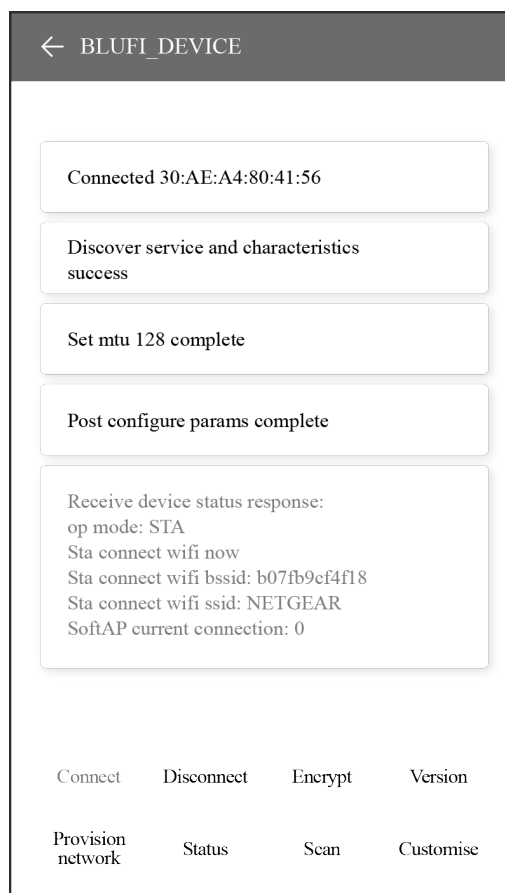 ← BLUFI_DEVICE
Connected 30:AE:A4:80:41:56
Discover service and characteristics
success
Set mtu 128 complete
Post configure params complete
Receive device status response:
op mode: STA
Sta connect wifi now
Sta connect wifi bssid: b07fb9cf4f18
Sta connect wifi ssid: NETGEAR
SoftAP current connection: 0
Connect Disconnect Encrypt Version
Provision
network Status Scan Customise